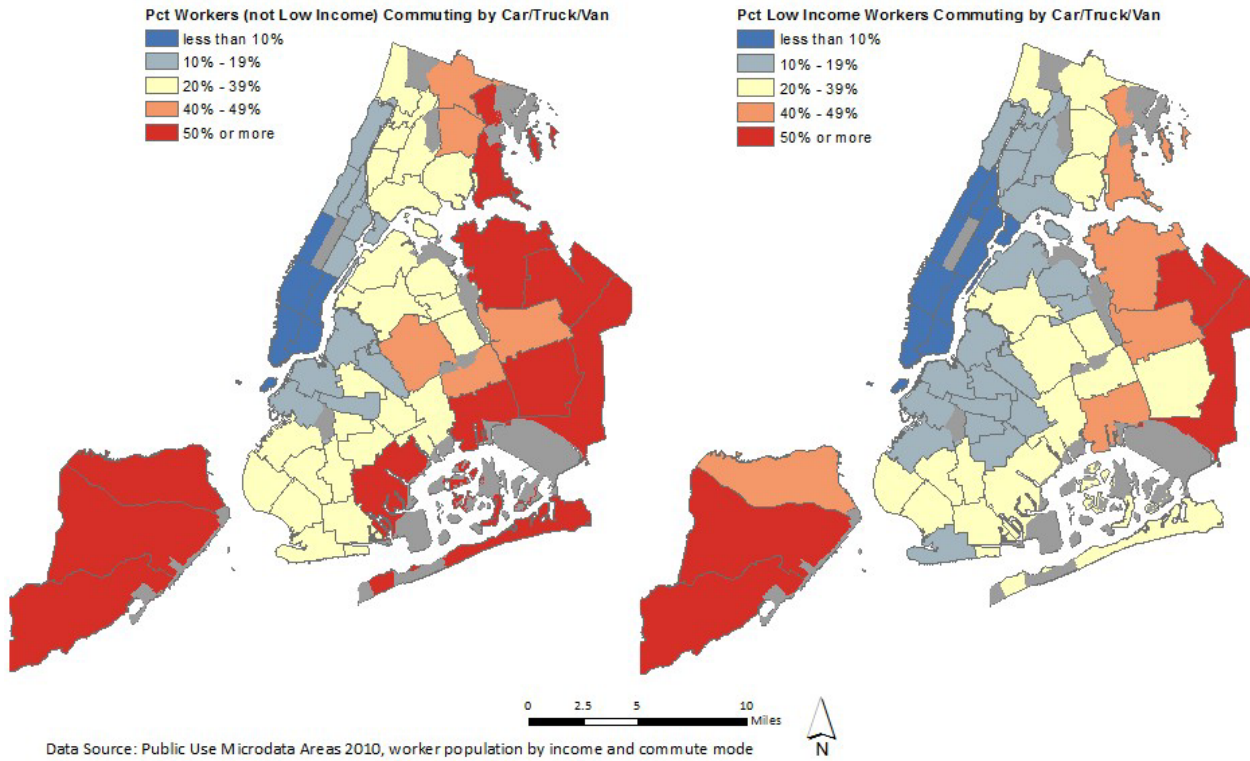 Pct Workers (not Low Income) Commuting by Car/Truck/Van
less than 10%
10% - 19%
20% - 39%
40% - 49%
50% or more
Pct Low Income Workers Commuting by Car/Truck/Van
less than 10%
10% - 19%
20% - 39%
40% - 49%
50% or more
0 2.5 5 10
Miles
N
Data Source: Public Use Microdata Areas 2010, worker population by income and commute mode